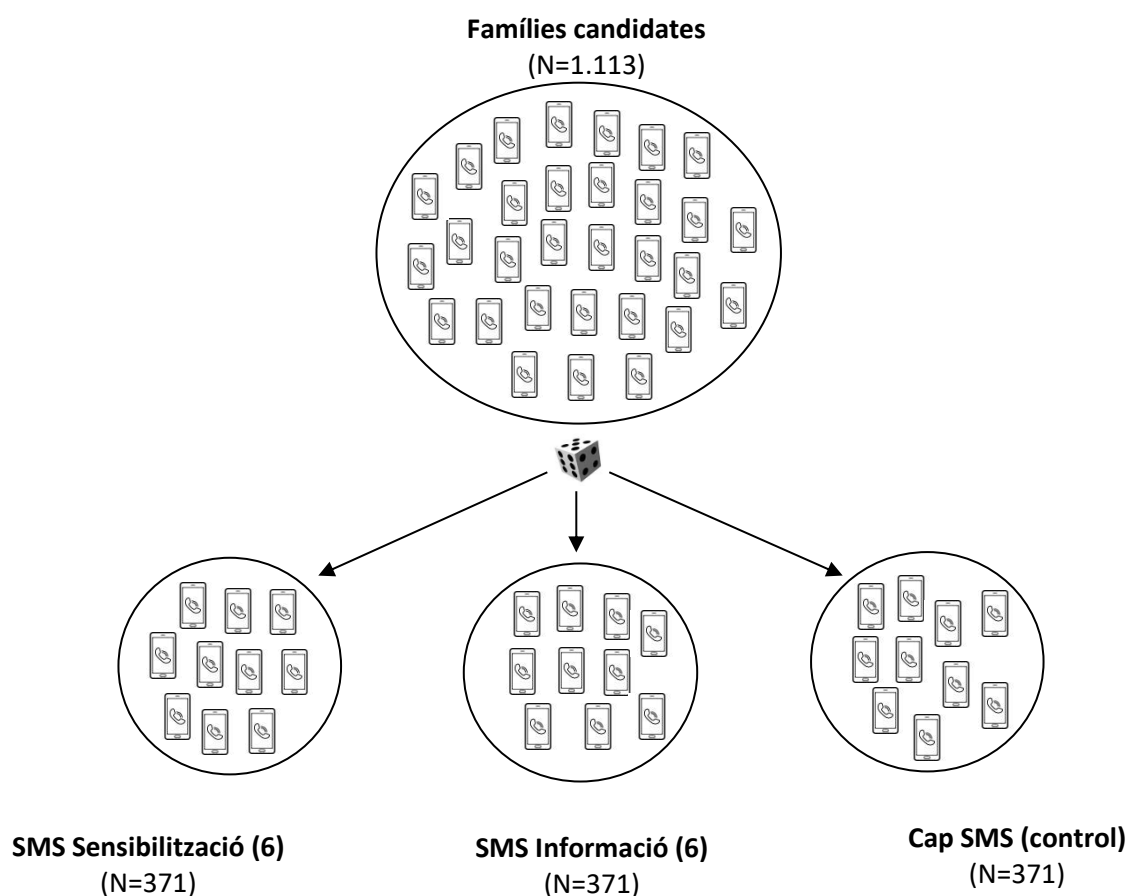 Famílies candidates
(N=1.113)
SMS Sensibilització (6)
(N=371)
SMS Informació (6)
(N=371)
Cap SMS (control)
(N=371)